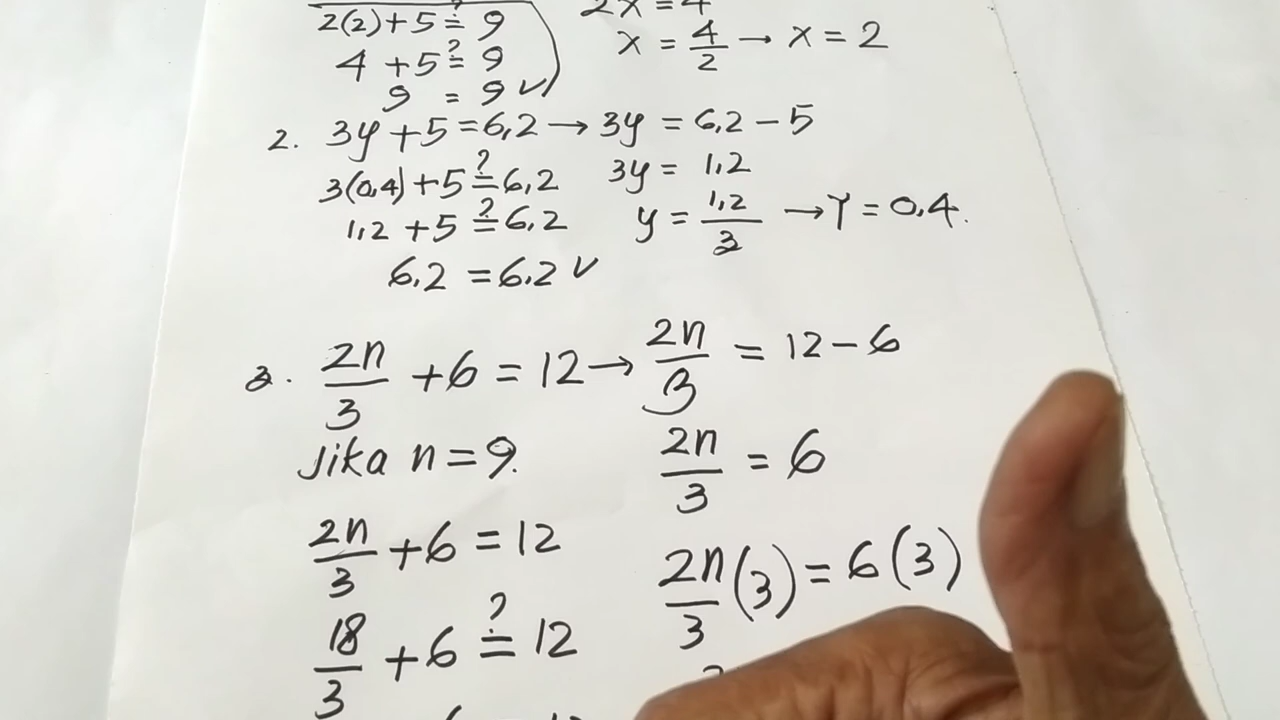 2(2)+5 ≟ 9
2x = 4
4 + 5 ≟ 9
x = 4/2 → x = 2
9 = 9 ✓
2. 3y + 5 = 6,2 → 3y = 6,2 - 5
3(0,4) + 5 ≟ 6,2
3y = 1,2
1,2 + 5 ≟ 6,2
y = 1,2/3 → Y = 0,4.
6,2 = 6,2 ✓
3. 2n/3 + 6 = 12 → 2n/3 = 12 - 6
Jika n = 9.
2n/3 = 6
2n/3 + 6 = 12
2n/3 (3) = 6 (3)
18/3 + 6 ≟ 12